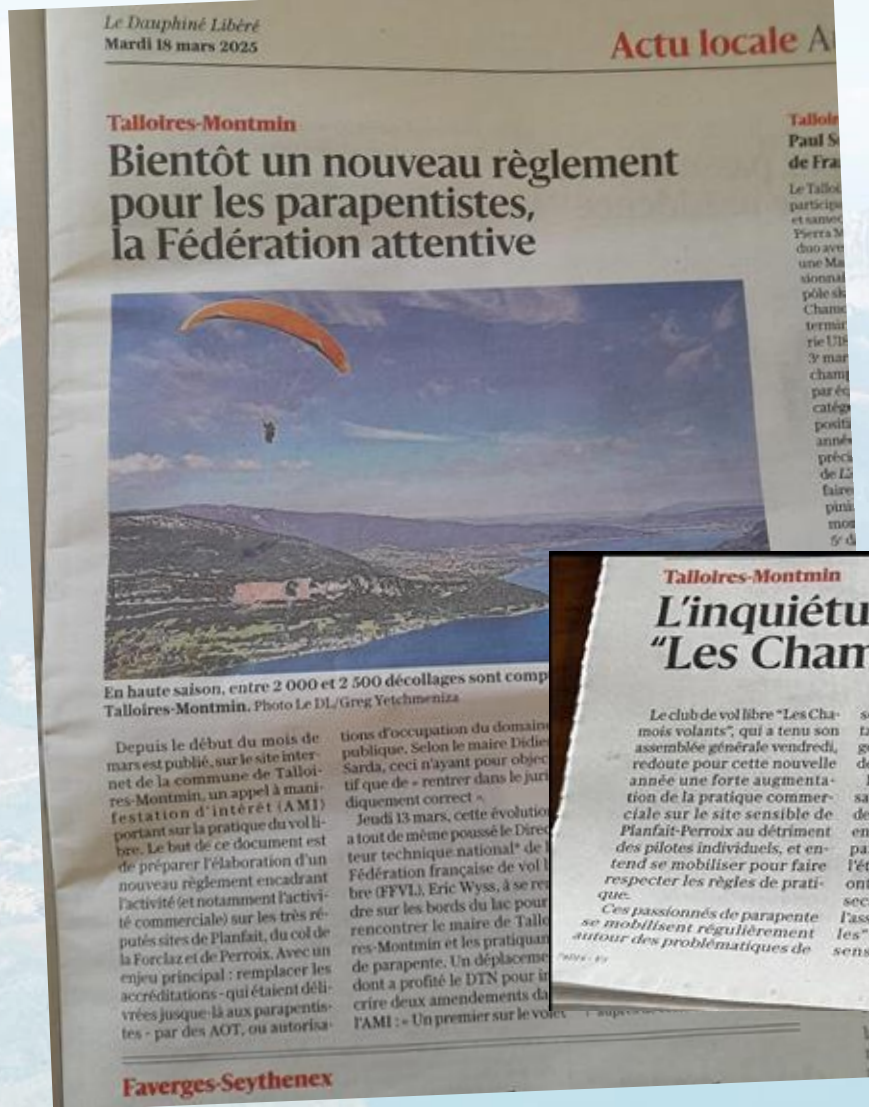 Le Dauphiné Libéré
Mardi 18 mars 2025
Actu locale
Talloires-Montmin
Bientôt un nouveau règlement
pour les parapentistes,
la Fédération attentive
En haute saison, entre 2 000 et 2 500 décollages sont
Talloires-Montmin. Photo Le DL/Greg Yetchmeniza
Depuis le début du mois de
mars est publié, sur le site inter-
net de la commune de Talloi-
res-Montmin, un appel à mani-
festation d'intérêt (AMI)
portant sur la pratique du vol li-
bre. Le but de ce document est
de préparer l'élaboration d'un
nouveau règlement encadrant
l'activité (et notamment l'activi-
té commerciale) sur les très ré-
putés sites de Planfait, du col de
la Forclaz et de Perroix. Avec un
enjeu principal : remplacer les
accréditations - qui étaient déli-
vrées jusque-là aux parapentis-
tes - par des AOT, ou autorisa-
tions d'occupation du domaine
publique. Selon le maire Didier
Sarda, ceci n'ayant pour objec-
tif que de « rentrer dans le juri-
diquement correct ».
Jeudi 13 mars, cette évolution
a tout de même poussé le Direc-
teur technique national* de
Fédération française de vol
bre (FFVL), Eric Wyss, à se
dre sur les bords du lac pour
rencontrer le maire de
res-Montmin et les
de parapente. Un
dont a profité le DTN pour
crire deux amendements
l'AMI : « Un premier sur le
Paul
de
Le
une
pôle
3e
de
faire
5e
Faverges-Seythenex
Talloires-Montmin
"Les
Le club de vol libre "Les Cha-
mois volants", qui a tenu son
assemblée générale vendredi,
redoute pour cette nouvelle
année une forte augmenta-
tion de la pratique commer-
ciale sur le site sensible de
Planfait-Perroix au détriment
des pilotes individuels, et en-
tend se mobiliser pour faire
respecter les règles de prati-
que.
Ces passionnés de parapente
se mobilisent régulièrement
autour des problématiques de
ont